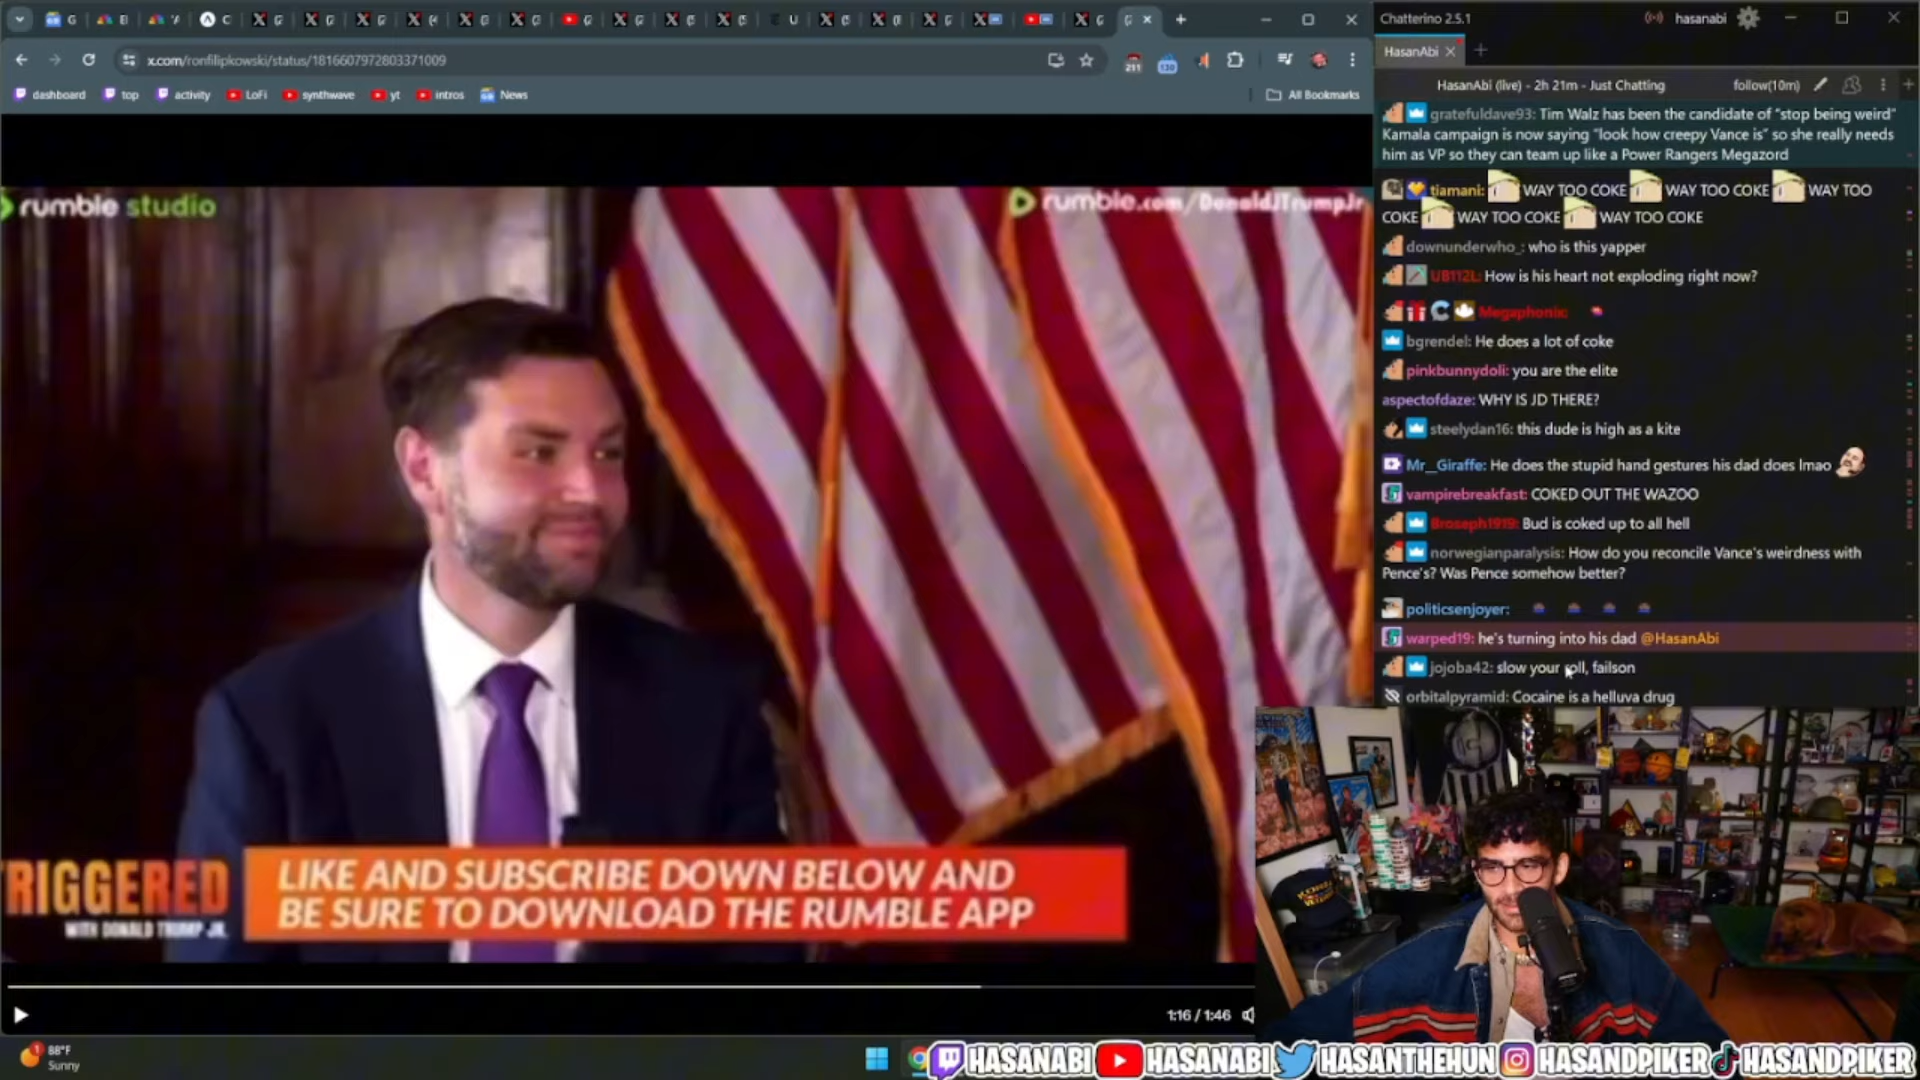 x.com/ronfilipkowski/status/1816607972803371009
211
130
dashboard
top
activity
LoFi
synthwave
yt
intros
News
All Bookmarks
rumble studio
rumble.com/DonaldJTrumpJr
RIGGERED
WITH DONALD TRUMP JR.
LIKE AND SUBSCRIBE DOWN BELOW AND
BE SURE TO DOWNLOAD THE RUMBLE APP
1:16 / 1:46
Chatterino 2.5.1
hasanabi
HasanAbi
HasanAbi (live) - 2h 21m - Just Chatting
follow(10m)
gratefuldave93: Tim Walz has been the candidate of "stop being weird"
Kamala campaign is now saying "look how creepy Vance is" so she really needs
him as VP so they can team up like a Power Rangers Megazord
tiamani: WAY TOO COKE WAY TOO COKE WAY TOO
COKE WAY TOO COKE WAY TOO COKE
downunderwho_: who is this yapper
UB112L: How is his heart not exploding right now?
Megaphonix:
bgrendel: He does a lot of coke
pinkbunnydoli: you are the elite
aspectofdaze: WHY IS JD THERE?
steelydan16: this dude is high as a kite
Mr__Giraffe: He does the stupid hand gestures his dad does lmao
vampirebreakfast: COKED OUT THE WAZOO
Broseph1919: Bud is coked up to all hell
norwegianparalysis: How do you reconcile Vance's weirdness with
Pence's? Was Pence somehow better?
politicsenjoyer:
warped19: he's turning into his dad @HasanAbi
jojoba42: slow your roll, failson
orbitalpyramid: Cocaine is a helluva drug
1
88°F
Sunny
HASANABI
HASANABI
HASANTHEHUN
HASANDPIKER
HASANDPIKER